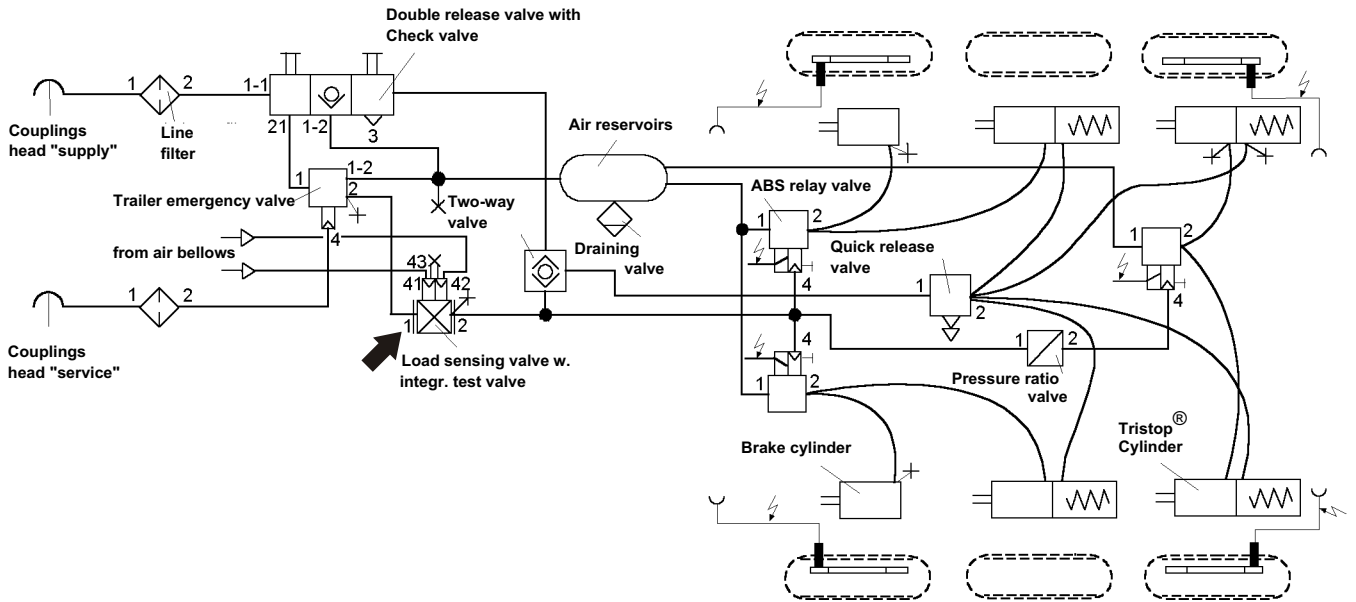 Double release valve with
Check valve
1
2
1-1
21
1-2
3
Couplings
head "supply"
Line
filter
Air reservoirs
1
1-2
2
Trailer emergency valve
4
Two-way
valve
ABS relay valve
1
2
from air bellows
43
41
42
Draining
valve
Quick release
valve
1
2
4
4
1
2
1
2
2
4
1
2
Couplings
head "service"
Load sensing valve w.
integr. test valve
1
2
Pressure ratio
valve
Brake cylinder
Tristop®
Cylinder